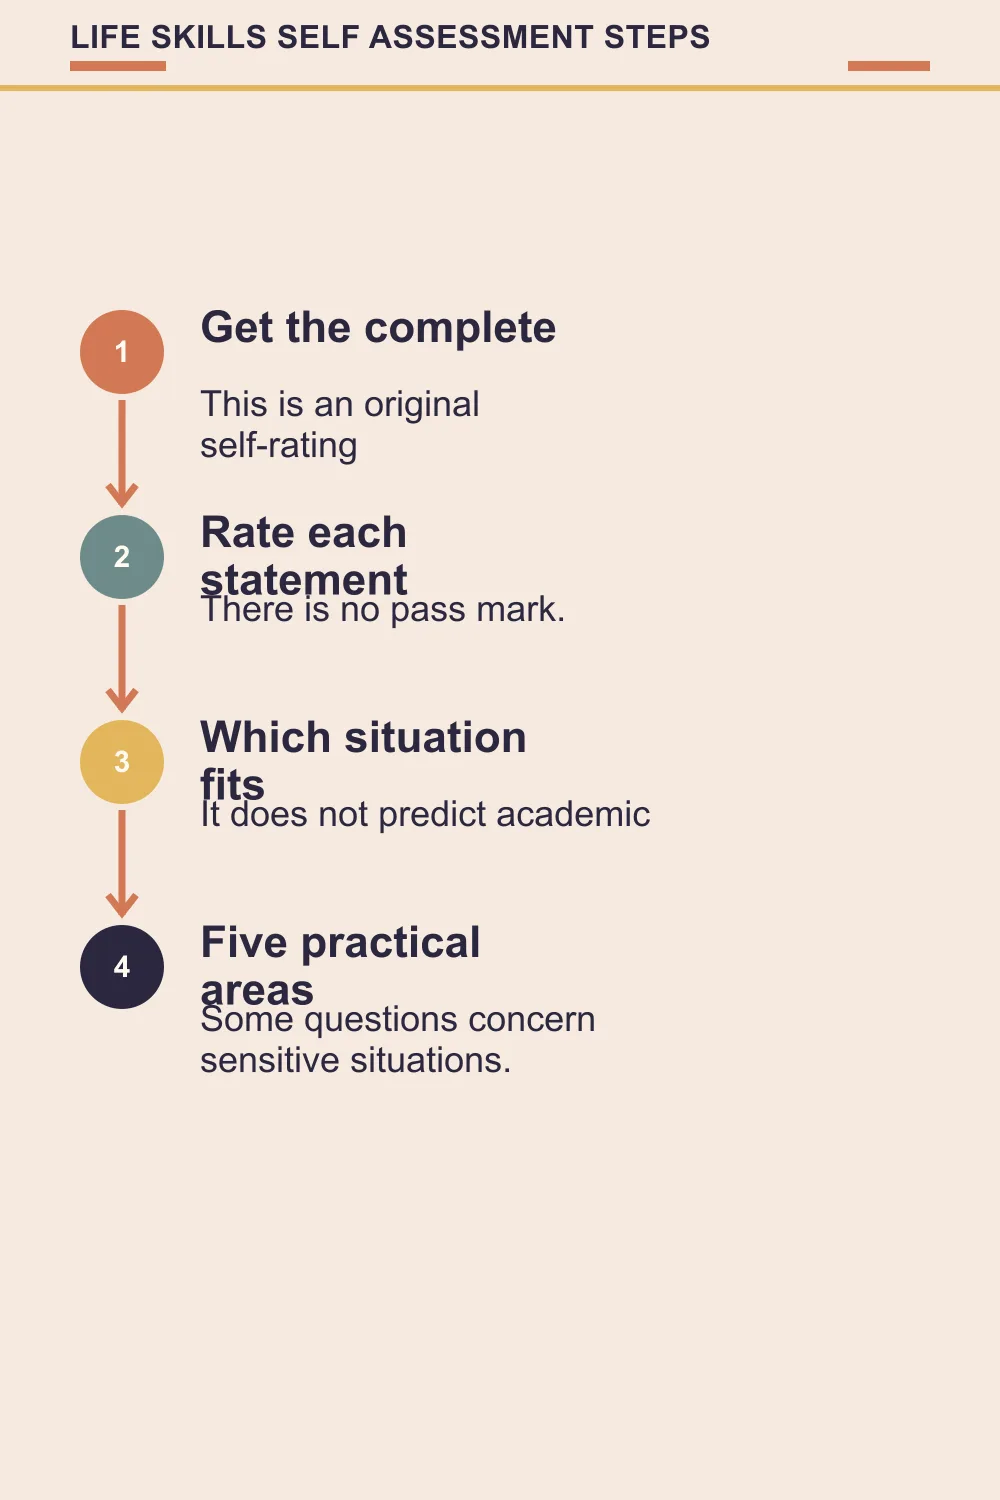 LIFE SKILLS SELF ASSESSMENT STEPS
1
Get the complete
This is an original
self-rating
2
Rate each
statement
There is no pass mark.
3
Which situation
fits
It does not predict academic
4
Five practical
areas
Some questions concern
sensitive situations.